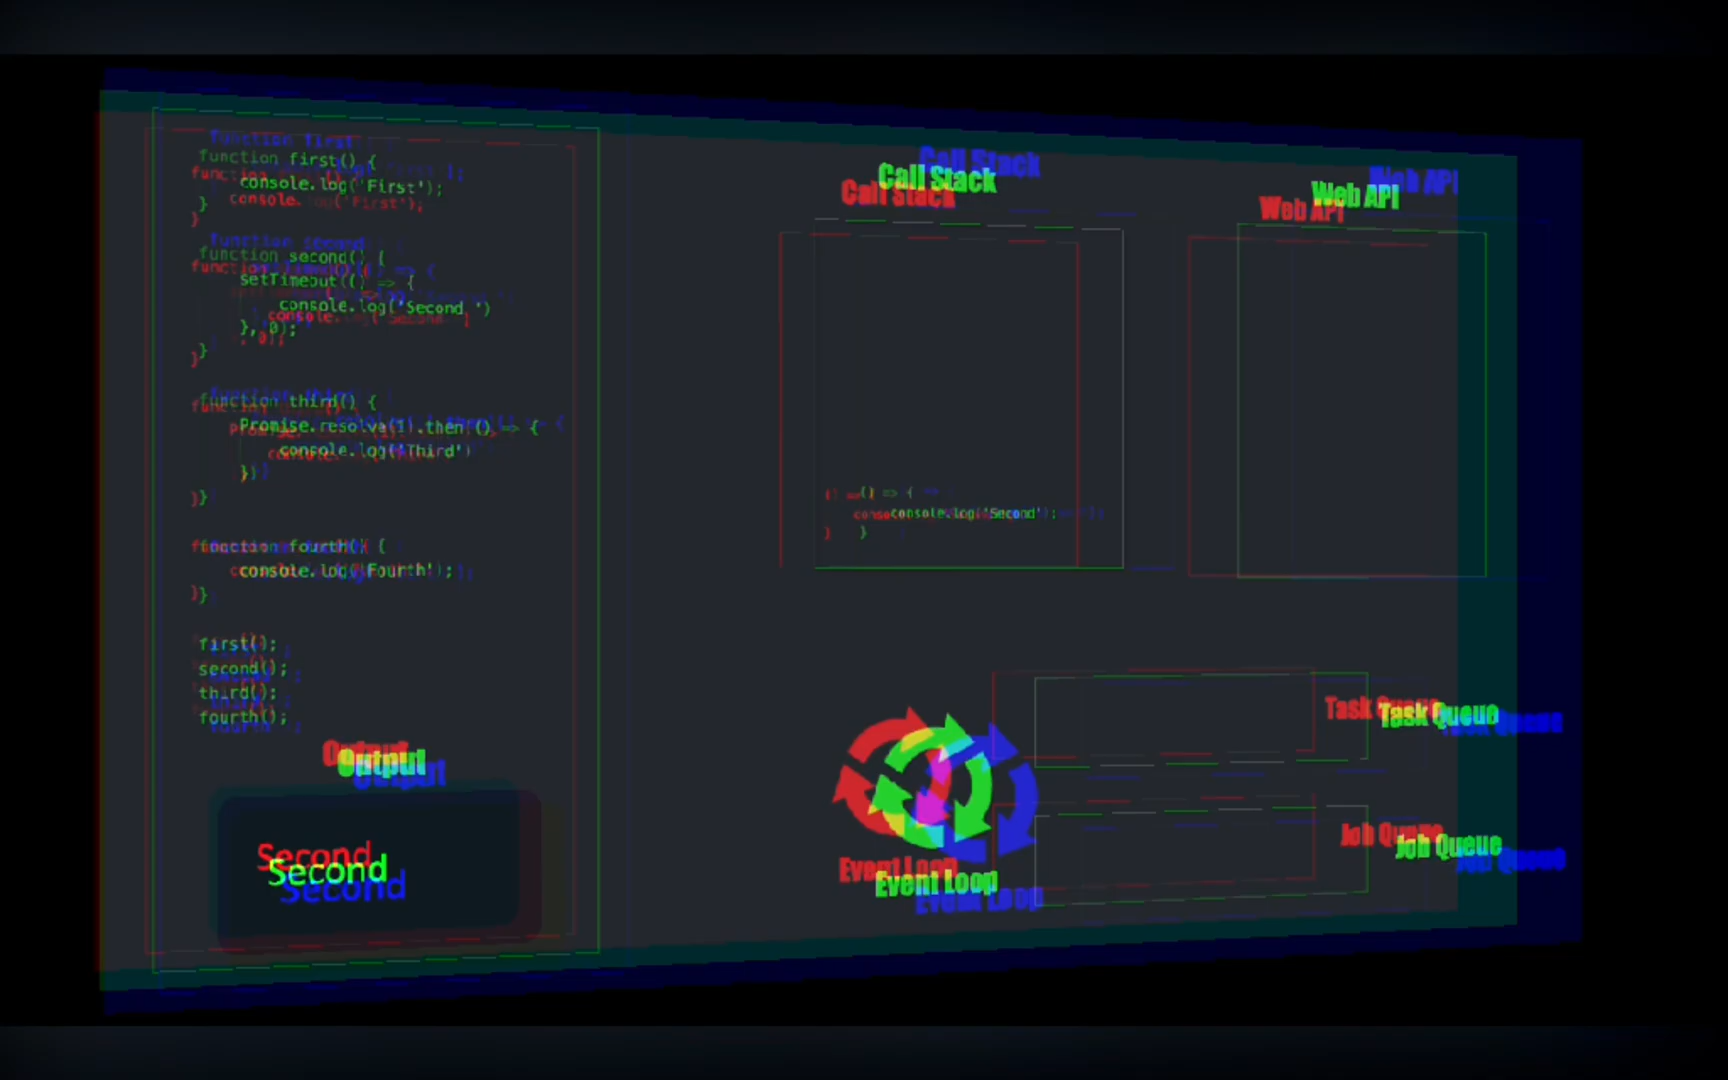 function first() {
    console.log('First');
}
function second() {
    setTimeout(() => {
        console.log('Second ')
    }, 0);
}
function third() {
    Promise.resolve(1).then () => {
        console.log('Third')
    })
}
function fourth() {
    console.log('Fourth');
}
first();
second();
third();
fourth();
Output
Second
Call Stack
() => {
    console.log('Second');
}
Web API
Event Loop
Task Queue
Job Queue